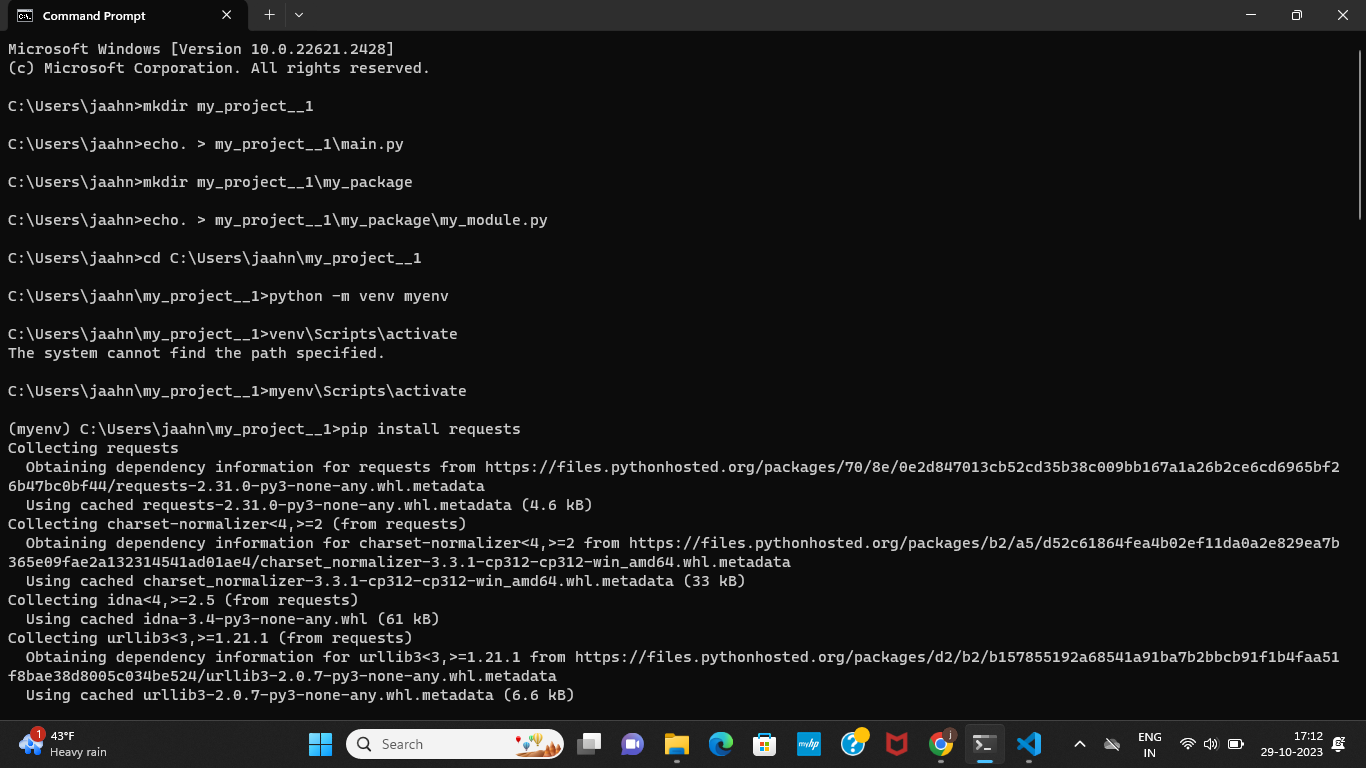 Command Prompt
Microsoft Windows [Version 10.0.22621.2428]
(c) Microsoft Corporation. All rights reserved.
C:\Users\jaahn>mkdir my_project__1
C:\Users\jaahn>echo. > my_project__1\main.py
C:\Users\jaahn>mkdir my_project__1\my_package
C:\Users\jaahn>echo. > my_project__1\my_package\my_module.py
C:\Users\jaahn>cd C:\Users\jaahn\my_project__1
C:\Users\jaahn\my_project__1>python -m venv myenv
C:\Users\jaahn\my_project__1>venv\Scripts\activate
The system cannot find the path specified.
C:\Users\jaahn\my_project__1>myenv\Scripts\activate
(myenv) C:\Users\jaahn\my_project__1>pip install requests
Collecting requests
  Obtaining dependency information for requests from https://files.pythonhosted.org/packages/70/8e/0e2d847013cb52cd35b38c009bb167a1a26b2ce6cd6965bf2
6b47bc0bf44/requests-2.31.0-py3-none-any.whl.metadata
  Using cached requests-2.31.0-py3-none-any.whl.metadata (4.6 kB)
Collecting charset-normalizer<4,>=2 (from requests)
  Obtaining dependency information for charset-normalizer<4,>=2 from https://files.pythonhosted.org/packages/b2/a5/d52c61864fea4b02ef11da0a2e829ea7b
365e09fae2a132314541ad01ae4/charset_normalizer-3.3.1-cp312-cp312-win_amd64.whl.metadata
  Using cached charset_normalizer-3.3.1-cp312-cp312-win_amd64.whl.metadata (33 kB)
Collecting idna<4,>=2.5 (from requests)
  Using cached idna-3.4-py3-none-any.whl (61 kB)
Collecting urllib3<3,>=1.21.1 (from requests)
  Obtaining dependency information for urllib3<3,>=1.21.1 from https://files.pythonhosted.org/packages/d2/b2/b157855192a68541a91ba7b2bbcb91f1b4faa51
f8bae38d8005c034be524/urllib3-2.0.7-py3-none-any.whl.metadata
  Using cached urllib3-2.0.7-py3-none-any.whl.metadata (6.6 kB)
1
43°F
Heavy rain
Search
myhp
j
ENG
IN
17:12
29-10-2023